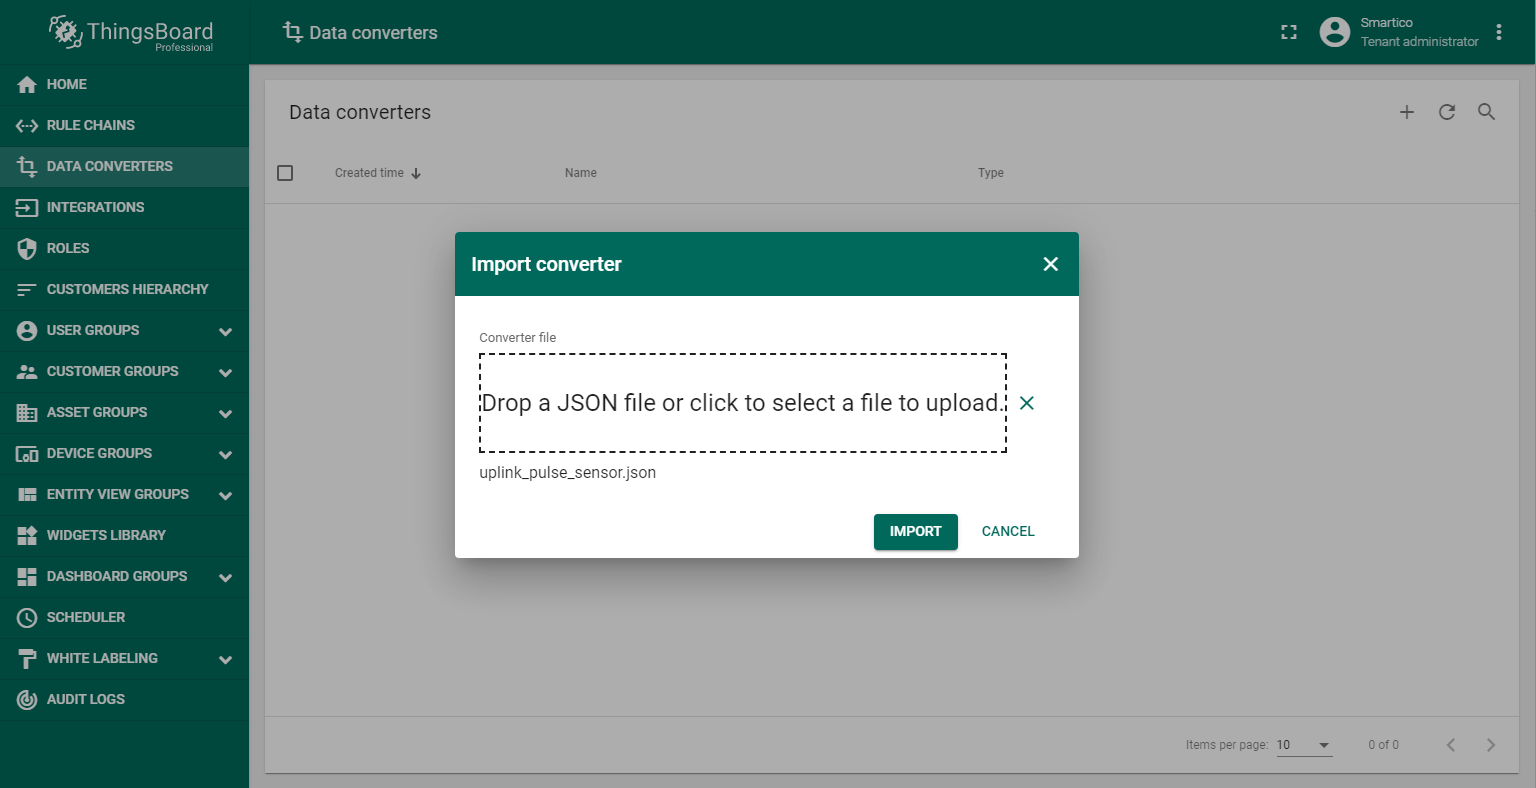 ThingsBoard
Professional
Data converters
Smartico
Tenant administrator
HOME
RULE CHAINS
DATA CONVERTERS
INTEGRATIONS
ROLES
CUSTOMERS HIERARCHY
USER GROUPS
CUSTOMER GROUPS
ASSET GROUPS
DEVICE GROUPS
ENTITY VIEW GROUPS
WIDGETS LIBRARY
DASHBOARD GROUPS
SCHEDULER
WHITE LABELING
AUDIT LOGS
Data converters
Created time Name Type
Import converter
Converter file
Drop a JSON file or click to select a file to upload.
uplink_pulse_sensor.json
IMPORT CANCEL
Items per page: 10 0 of 0